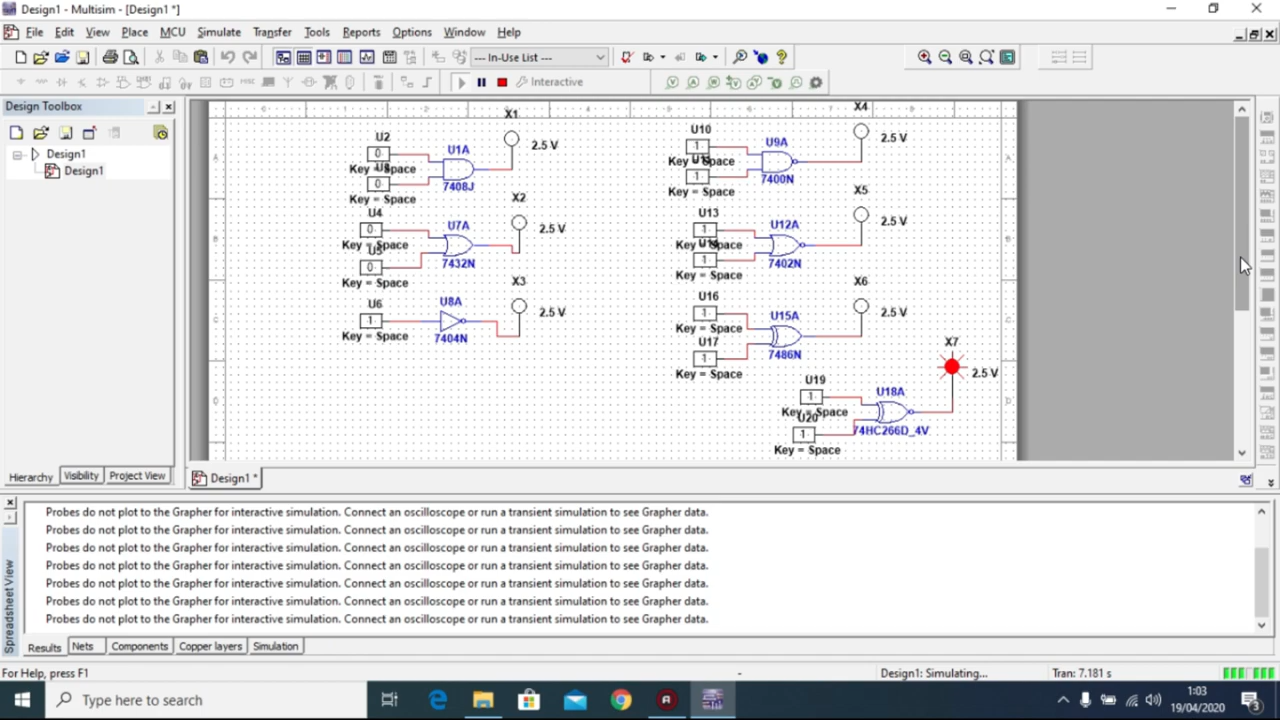 Design1 - Multisim - [Design1 *]
File Edit View Place MCU Simulate Transfer Tools Reports Options Window Help
--- In-Use List ---
Interactive
Design Toolbox
Design1
Design1
Hierarchy Visibility Project View
X1
U2
0
U1A
2.5 V
Key = Space
0
7408J
Key = Space
X2
U4
0
U7A
2.5 V
Key = Space
U5
0
7432N
Key = Space
X3
U6
1
U8A
2.5 V
Key = Space
7404N
X4
U10
1
U9A
2.5 V
Key = Space
1
7400N
Key = Space
X5
U13
1
U12A
2.5 V
Key = Space
1
7402N
Key = Space
X6
U16
1
U15A
2.5 V
Key = Space
U17
1
7486N
Key = Space
X7
2.5 V
U19
1
U18A
Key = Space
U20
1
74HC266D_4V
Key = Space
Design1 *
Probes do not plot to the Grapher for interactive simulation. Connect an oscilloscope or run a transient simulation to see Grapher data.
Probes do not plot to the Grapher for interactive simulation. Connect an oscilloscope or run a transient simulation to see Grapher data.
Probes do not plot to the Grapher for interactive simulation. Connect an oscilloscope or run a transient simulation to see Grapher data.
Probes do not plot to the Grapher for interactive simulation. Connect an oscilloscope or run a transient simulation to see Grapher data.
Probes do not plot to the Grapher for interactive simulation. Connect an oscilloscope or run a transient simulation to see Grapher data.
Probes do not plot to the Grapher for interactive simulation. Connect an oscilloscope or run a transient simulation to see Grapher data.
Probes do not plot to the Grapher for interactive simulation. Connect an oscilloscope or run a transient simulation to see Grapher data.
Spreadsheet View
Results Nets Components Copper layers Simulation
For Help, press F1
-
Design1: Simulating...
Tran: 7.181 s
Type here to search
1:03
19/04/2020
3